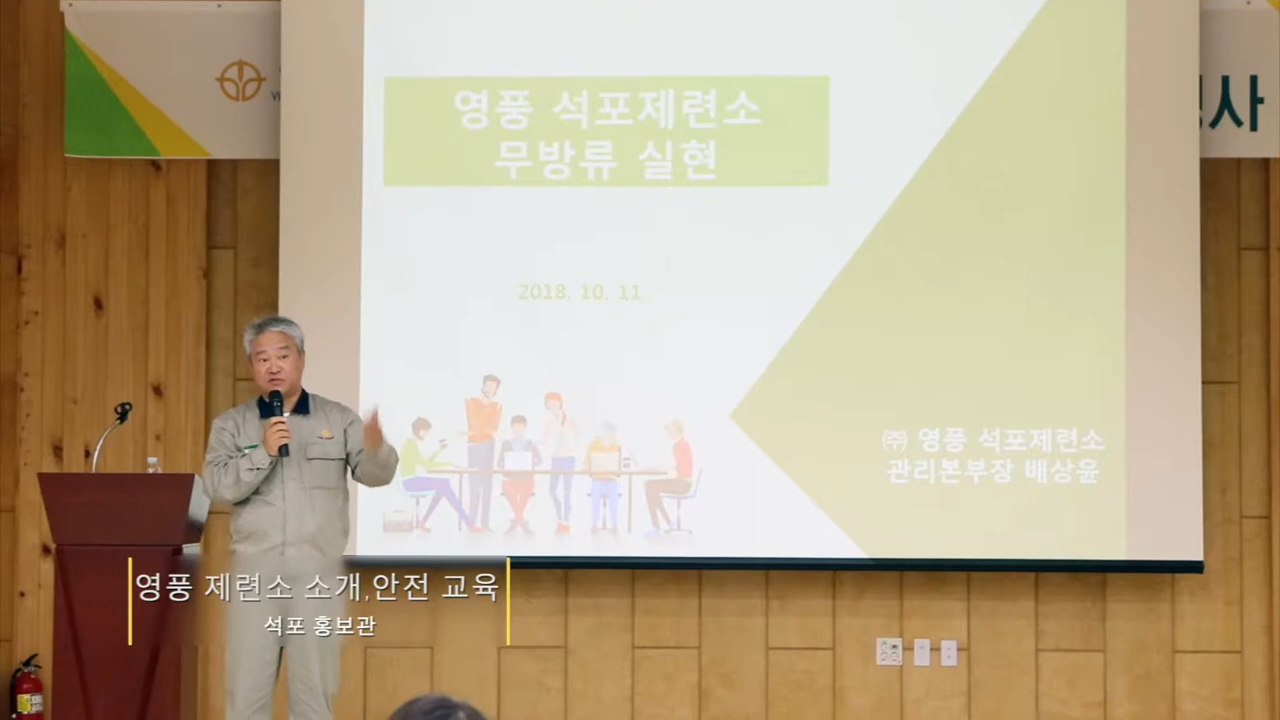 사
영풍 석포제련소
무방류 실현
2018. 10. 11
㈜ 영풍 석포제련소
관리본부장 배상윤
영풍 제련소 소개,안전 교육
석포 홍보관